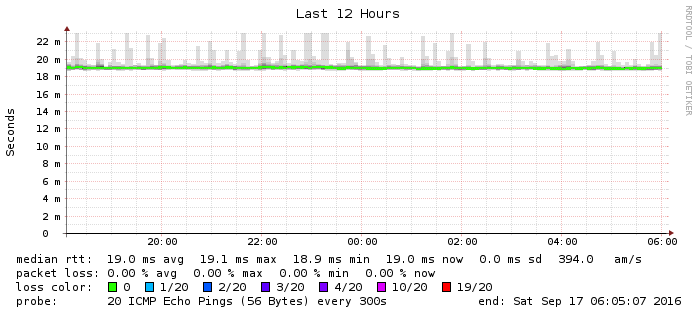 Last 12 Hours
RRDTOOL / TOBI OETIKER
Seconds
22 m
20 m
18 m
16 m
14 m
12 m
10 m
8 m
6 m
4 m
2 m
0
20:00 22:00 00:00 02:00 04:00 06:00
median rtt: 19.0 ms avg 19.1 ms max 18.9 ms min 19.0 ms now 0.0 ms sd 394.0 am/s
packet loss: 0.00 % avg 0.00 % max 0.00 % min 0.00 % now
loss color: 0 1/20 2/20 3/20 4/20 10/20 19/20
probe: 20 ICMP Echo Pings (56 Bytes) every 300s end: Sat Sep 17 06:05:07 2016